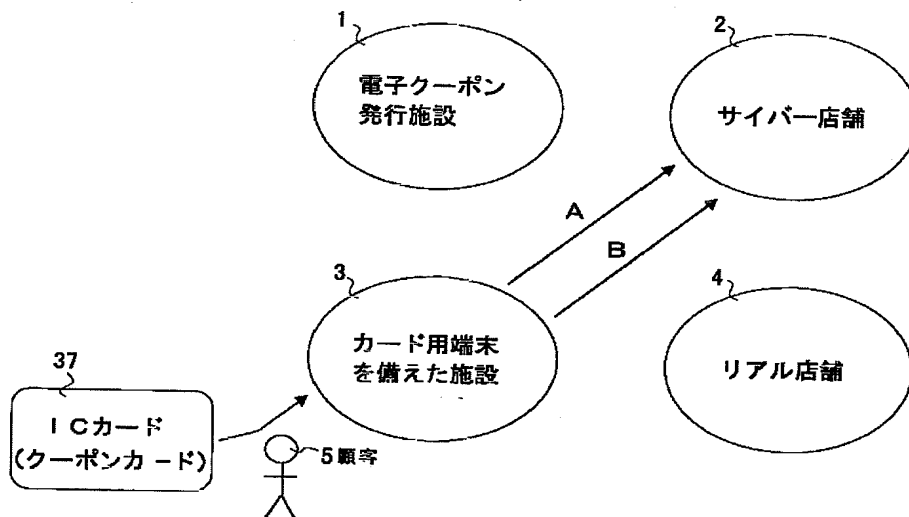 1
電子クーポン
発行施設
2
サイバー店舗
A
B
3
カード用端末
を備えた施設
4
リアル店舗
37
ICカード
(クーポンカード)
5顧客